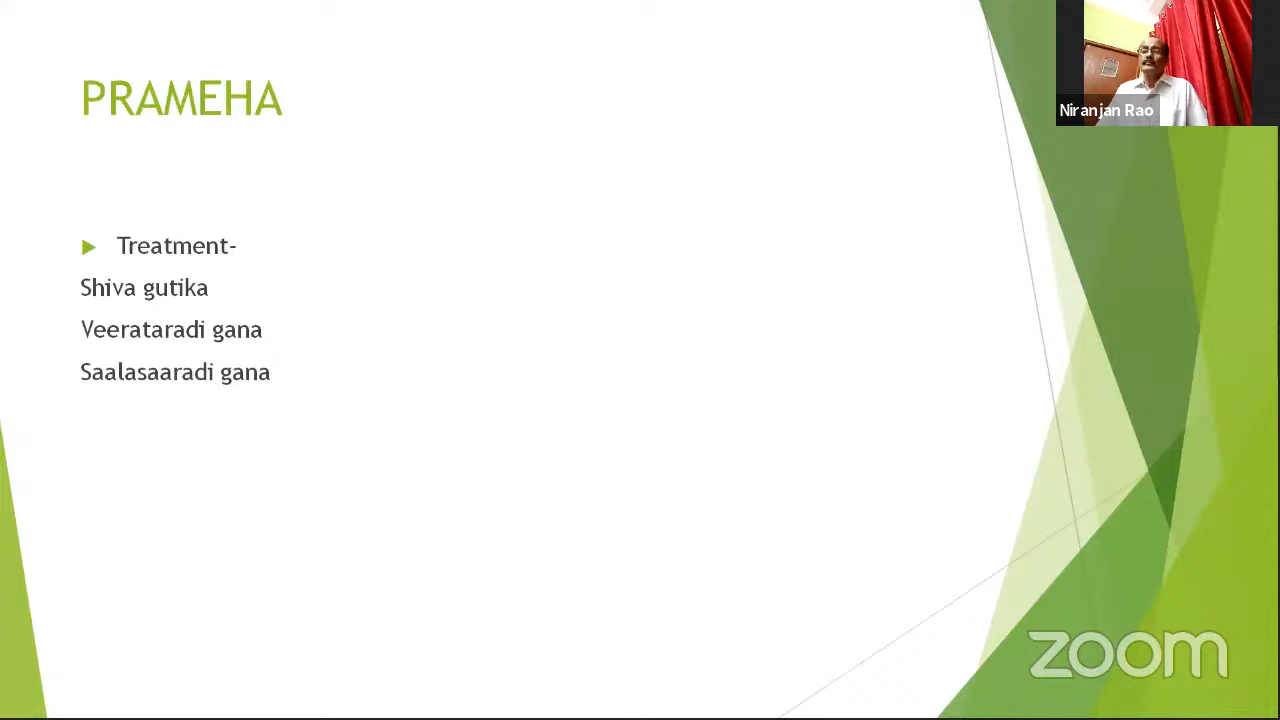 PRAMEHA
Niranjan Rao
Treatment-
Shiva gutika
Veerataradi gana
Saalasaaradi gana
zoom